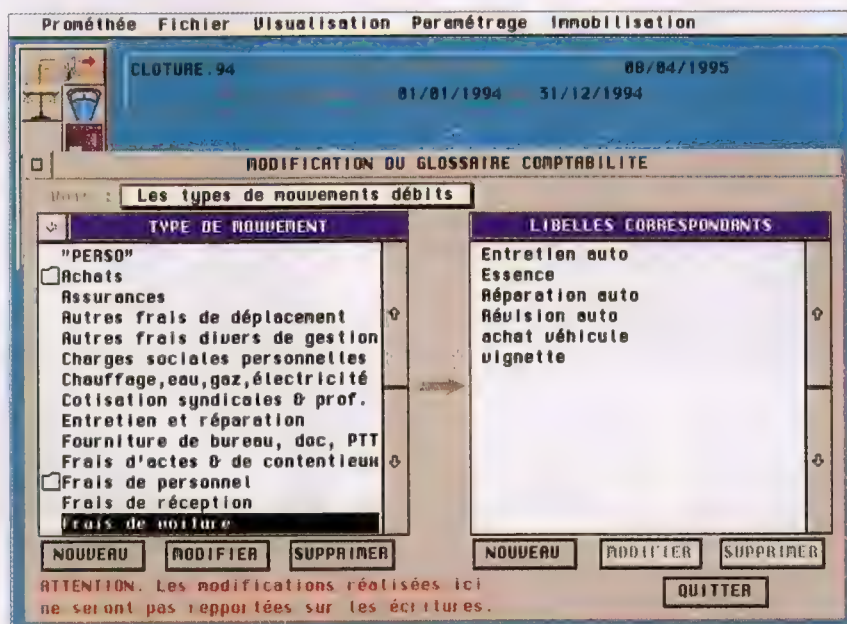 Prométhée Fichier Visualisation Paramétrage Immobilisation
CLOTURE.94 08/04/1995
01/01/1994 31/12/1994
MODIFICATION DU GLOSSAIRE COMPTABILITE
Voir : Les types de mouvements débits
TYPE DE MOUVEMENT
"PERSO"
Achats
Assurances
Autres frais de déplacement
Autres frais divers de gestion
Charges sociales personnelles
Chauffage,eau,gaz,électricité
Cotisation syndicales & prof.
Entretien et réparation
Fourniture de bureau, doc, PTT
Frais d'actes & de contentieux
Frais de personnel
Frais de réception
Frais de voiture
NOUVEAU MODIFIER SUPPRIMER
LIBELLES CORRESPONDANTS
Entretien auto
Essence
Réparation auto
Révision auto
achat véhicule
vignette
NOUVEAU MODIFIER SUPPRIMER
ATTENTION. Les modifications réalisées ici
ne seront pas repportées sur les écritures.
QUITTER